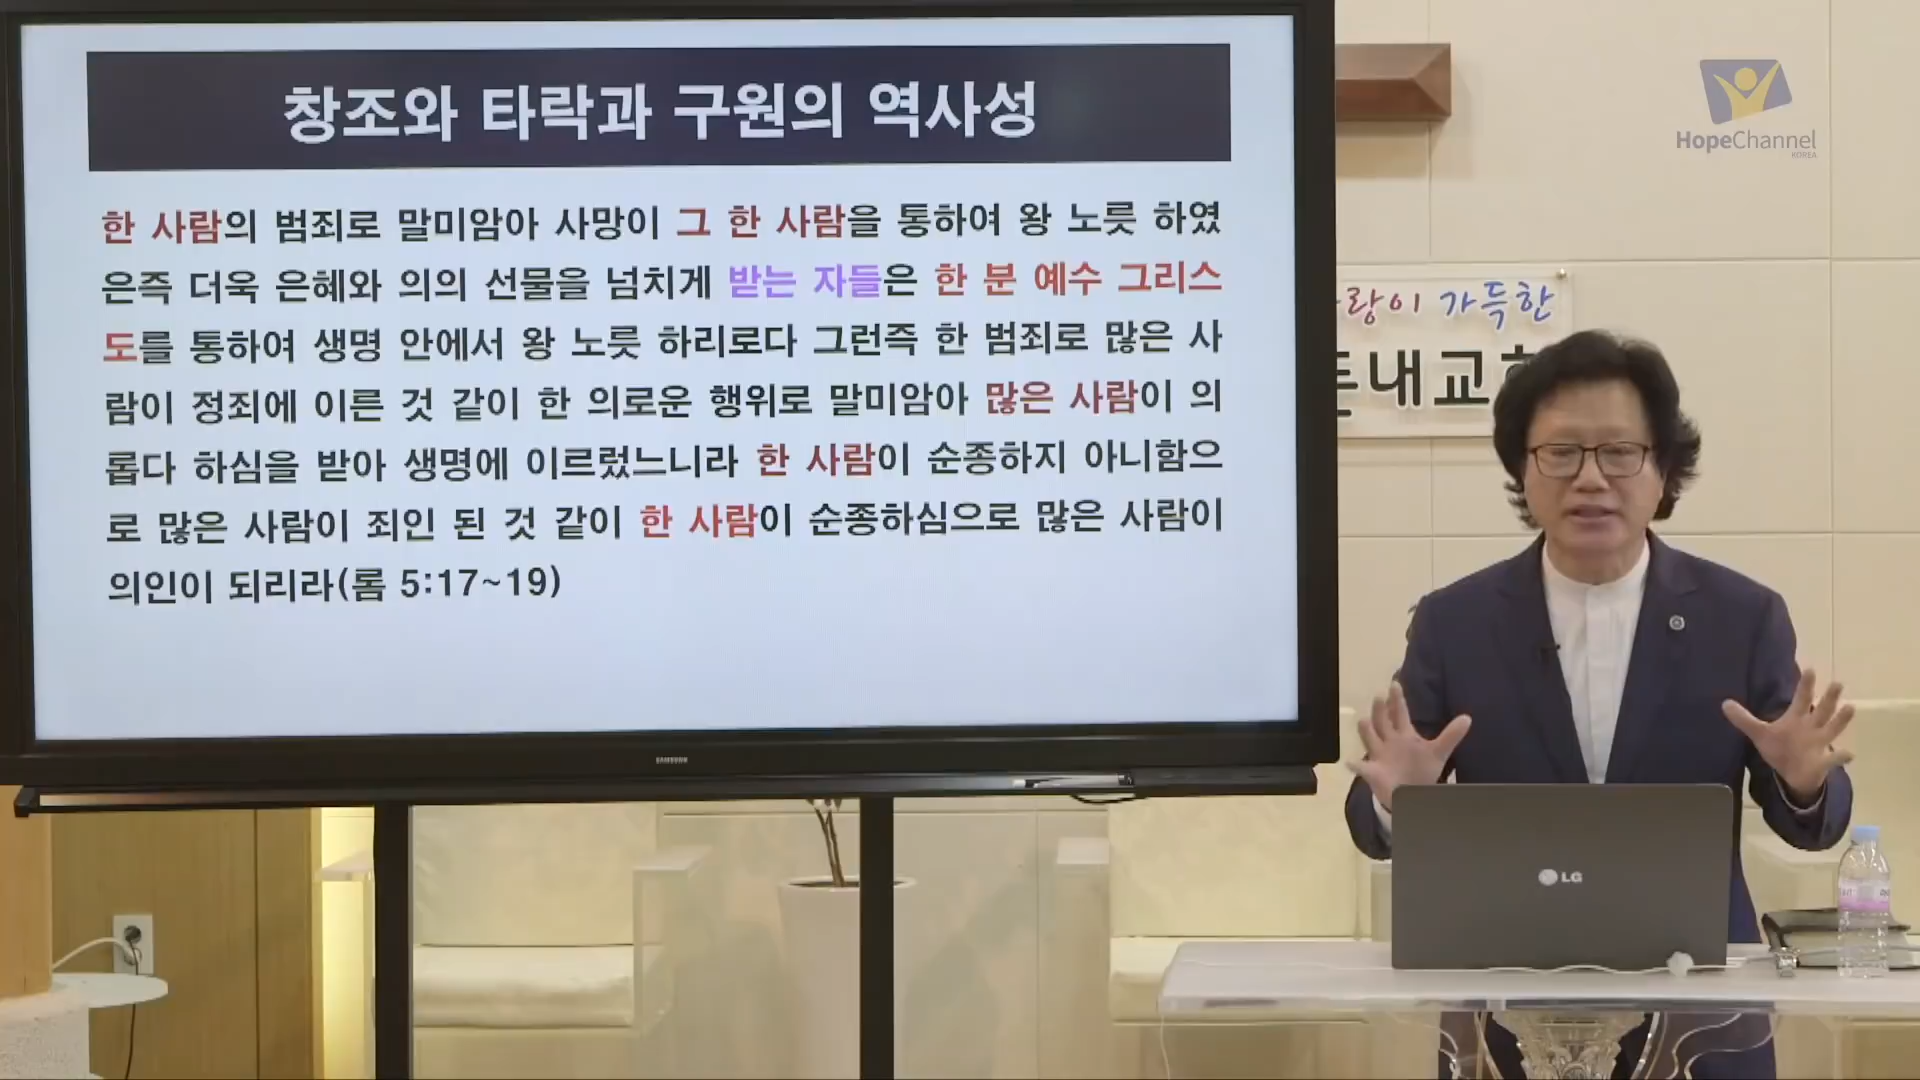 창조와 타락과 구원의 역사성
한 사람의 범죄로 말미암아 사망이 그 한 사람을 통하여 왕 노릇 하였
은즉 더욱 은혜와 의의 선물을 넘치게 받는 자들은 한 분 예수 그리스
도를 통하여 생명 안에서 왕 노릇 하리로다 그런즉 한 범죄로 많은 사
람이 정죄에 이른 것 같이 한 의로운 행위로 말미암아 많은 사람이 의
롭다 하심을 받아 생명에 이르렀느니라 한 사람이 순종하지 아니함으
로 많은 사람이 죄인 된 것 같이 한 사람이 순종하심으로 많은 사람이
의인이 되리라(롬 5:17~19)
SAMSUNG
HopeChannel
KOREA
가득한
LG